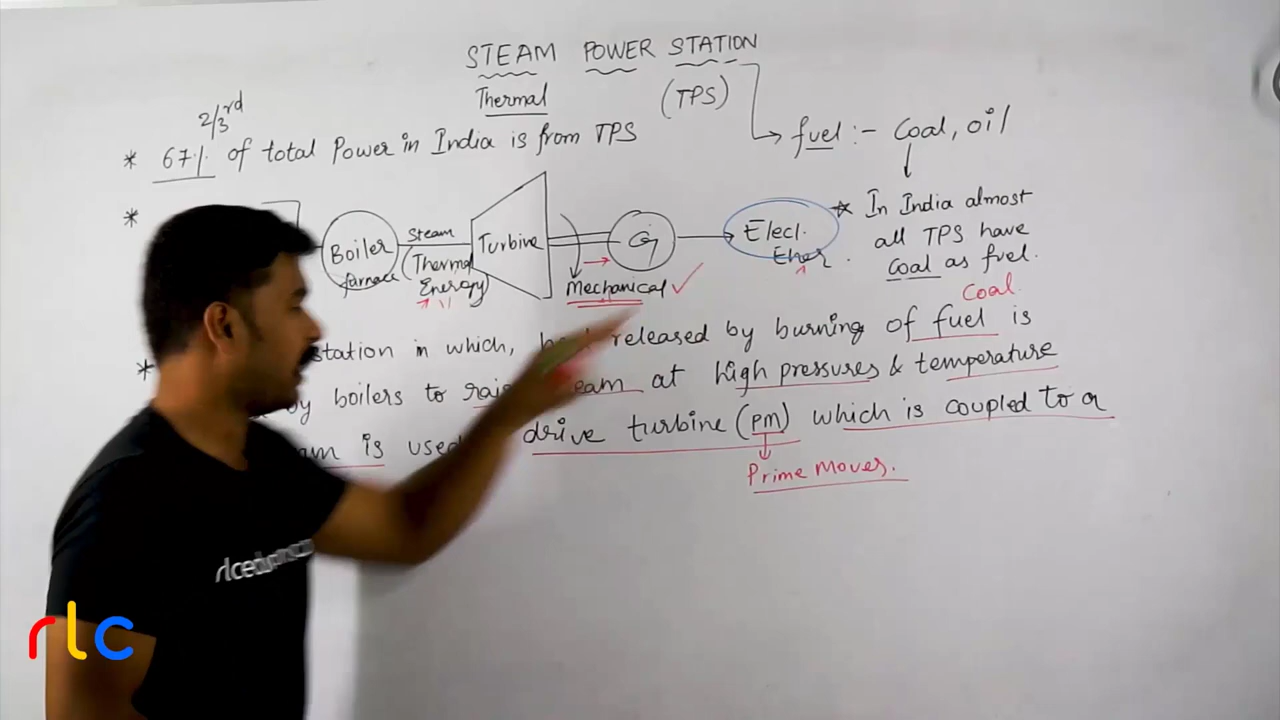 STEAM POWER STATION
Thermal (TPS)
2/3rd
* 67% of total Power in India is from TPS
fuel :- Coal, oil
*
Boiler
furnace
Steam
(Thermal
Energy)
Turbine
G
Mechanical ✓
Elecl.
Ener.
* In India almost
all TPS have
Coal as fuel.
Coal
* station in which, released by burning of fuel is
by boilers to steam at high pressures & temperature
is used drive turbine (PM) which is coupled to a
Prime Moves.
rlc